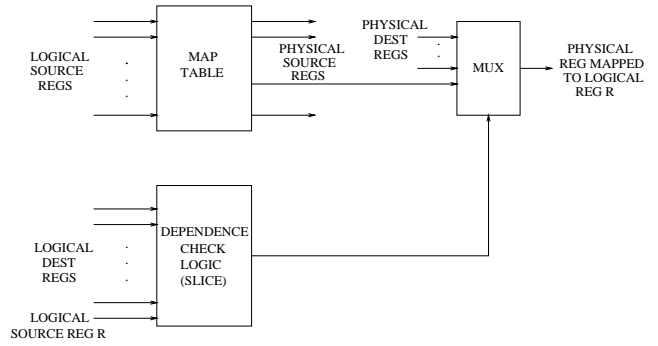 LOGICAL
SOURCE
REGS
MAP
TABLE
PHYSICAL
SOURCE
REGS
PHYSICAL
DEST
REGS
MUX
PHYSICAL
REG MAPPED
TO LOGICAL
REG R
LOGICAL
DEST
REGS
DEPENDENCE
CHECK
LOGIC
(SLICE)
LOGICAL
SOURCE REG R